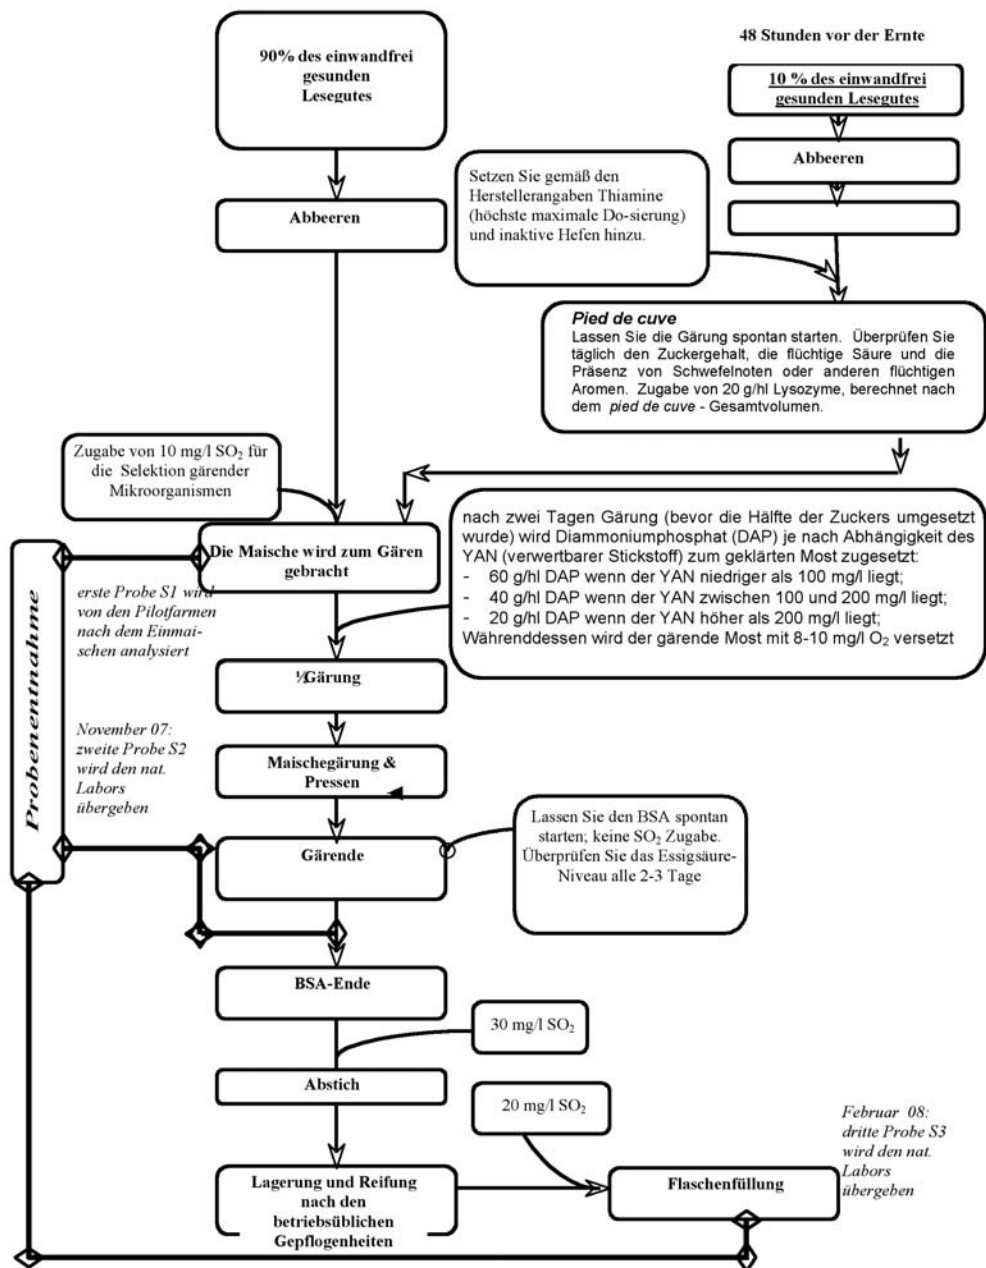 48 Stunden vor der Ernte
90% des einwandfrei
gesunden
Lesegutes
10 % des einwandfrei
gesunden Lesegutes
Abbeeren
Setzen Sie gemäß den
Herstellerangaben Thiamine
(höchste maximale Do-sierung)
und inaktive Hefen hinzu.
Abbeeren
Pied de cuve
Lassen Sie die Gärung spontan starten. Überprüfen Sie
täglich den Zuckergehalt, die flüchtige Säure und die
Präsenz von Schwefelnoten oder anderen flüchtigen
Aromen. Zugabe von 20 g/hl Lysozyme, berechnet nach
dem pied de cuve - Gesamtvolumen.
Zugabe von 10 mg/l SO₂ für
die Selektion gärender
Mikroorganismen
Die Maische wird zum Gären
gebracht
nach zwei Tagen Gärung (bevor die Hälfte der Zuckers umgesetzt
wurde) wird Diammoniumphosphat (DAP) je nach Abhängigkeit des
YAN (verwertbarer Stickstoff) zum geklärten Most zugesetzt:
- 60 g/hl DAP wenn der YAN niedriger als 100 mg/l liegt;
- 40 g/hl DAP wenn der YAN zwischen 100 und 200 mg/l liegt;
- 20 g/hl DAP wenn der YAN höher als 200 mg/l liegt;
Währenddessen wird der gärende Most mit 8-10 mg/l O₂ versetzt
Probenentnahme
erste Probe S1 wird
von den Pilotfarmen
nach dem Einmai-
schen analysiert
½Gärung
November 07:
zweite Probe S2
wird den nat.
Labors
übergeben
Maischegärung &
Pressen
Gärende
Lassen Sie den BSA spontan
starten; keine SO₂ Zugabe.
Überprüfen Sie das Essigsäure-
Niveau alle 2-3 Tage
BSA-Ende
30 mg/l SO₂
Abstich
20 mg/l SO₂
Februar 08:
dritte Probe S3
wird den nat.
Labors
übergeben
Lagerung und Reifung
nach den
betriebsüblichen
Gepflogenheiten
Flaschenfüllung